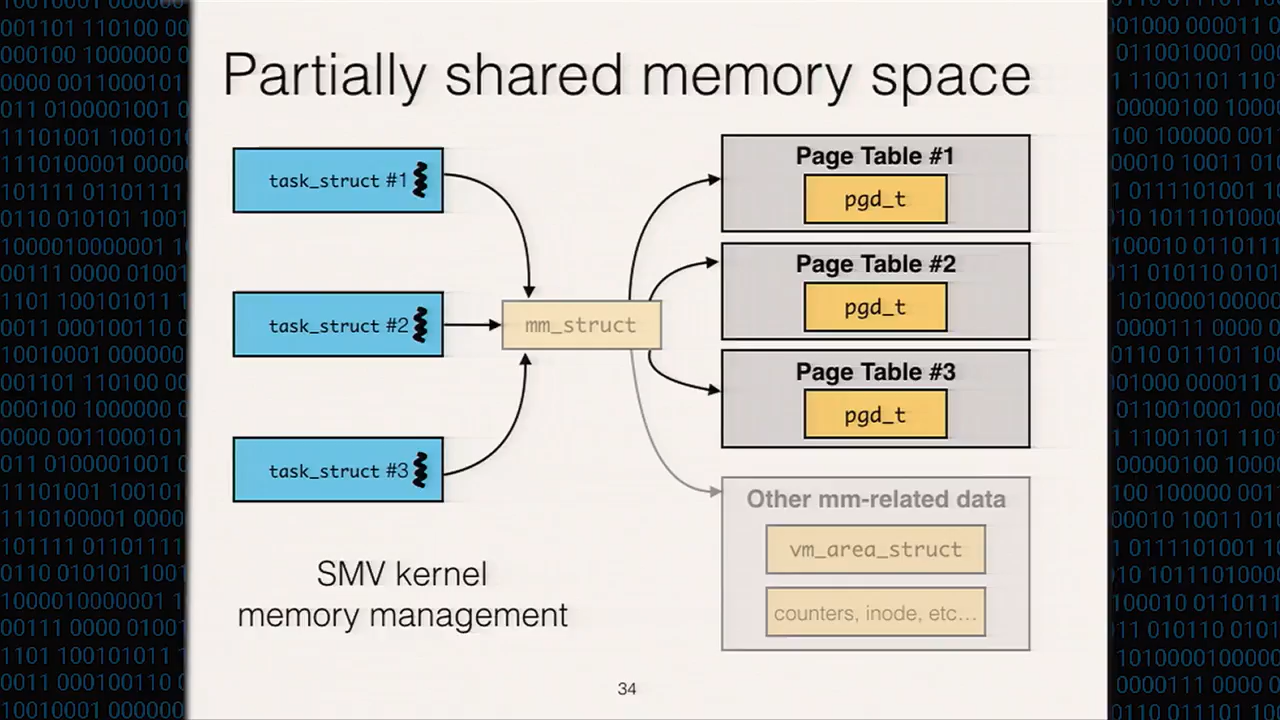 Partially shared memory space
task_struct #1
task_struct #2
task_struct #3
mm_struct
Page Table #1
pgd_t
Page Table #2
pgd_t
Page Table #3
pgd_t
Other mm-related data
vm_area_struct
counters, inode, etc...
SMV kernel
memory management
34